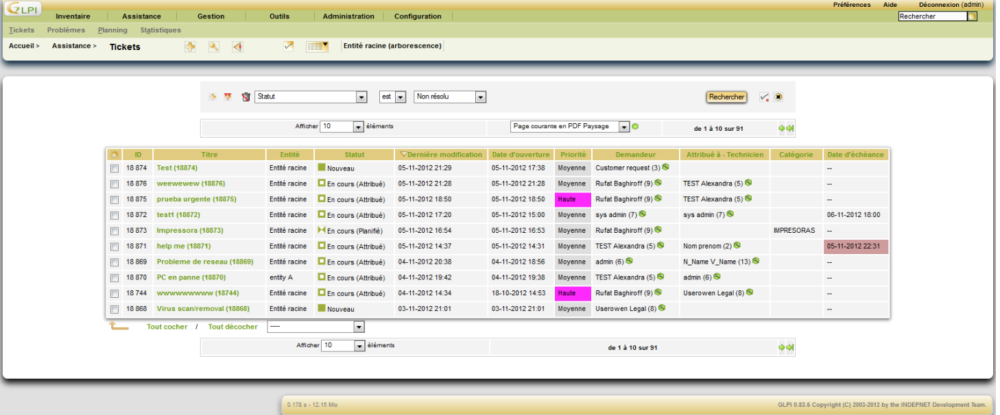 GLPI
Préférences Aide Déconnexion (admin)
Inventaire Assistance Gestion Outils Administration Configuration Rechercher
Tickets Problèmes Planning Statistiques
Accueil > Assistance > Tickets Entité racine (arborescence)
Statut est Non résolu Rechercher
Afficher 10 éléments Page courante en PDF Paysage de 1 à 10 sur 91
ID Titre Entité Statut Dernière modification Date d'ouverture Priorité Demandeur Attribué à - Technicien Catégorie Date d'échéance
18 874 Test (18874) Entité racine Nouveau 05-11-2012 21:29 05-11-2012 17:38 Moyenne Customer request (3) --
18 876 weewewew (18876) Entité racine En cours (Attribué) 05-11-2012 21:28 05-11-2012 21:28 Moyenne Rufat Baghiroff (9) TEST Alexandra (5) --
18 875 prueba urgente (18875) Entité racine En cours (Attribué) 05-11-2012 18:50 05-11-2012 18:50 Haute Rufat Baghiroff (9) TEST Alexandra (5) --
18 872 test1 (18872) Entité racine En cours (Attribué) 05-11-2012 17:20 05-11-2012 15:00 Moyenne sys admin (7) sys admin (7) 06-11-2012 18:00
18 873 Impressora (18873) Entité racine En cours (Planifié) 05-11-2012 16:54 05-11-2012 16:53 Moyenne Rufat Baghiroff (9) IMPRESORAS --
18 871 help me (18871) Entité racine En cours (Attribué) 05-11-2012 14:37 05-11-2012 14:31 Moyenne TEST Alexandra (5) Nom prenom (2) 05-11-2012 22:31
18 869 Probleme de reseau (18869) Entité racine En cours (Attribué) 04-11-2012 20:38 04-11-2012 18:56 Moyenne admin (6) N_Name V_Name (13) --
18 870 PC en panne (18870) entity A En cours (Attribué) 04-11-2012 19:42 04-11-2012 19:38 Moyenne TEST Alexandra (5) admin (6) --
18 744 wwwwwwwww (18744) Entité racine En cours (Attribué) 04-11-2012 14:34 18-10-2012 14:53 Haute Rufat Baghiroff (9) Userowen Legal (8) --
18 868 Virus scan/removal (18868) Entité racine Nouveau 03-11-2012 21:01 03-11-2012 21:01 Moyenne Userowen Legal (8) --
Tout cocher / Tout décocher -----
Afficher 10 éléments de 1 à 10 sur 91
0.178 s - 12.15 Mio GLPI 0.83.6 Copyright (C) 2003-2012 by the INDEPNET Development Team.